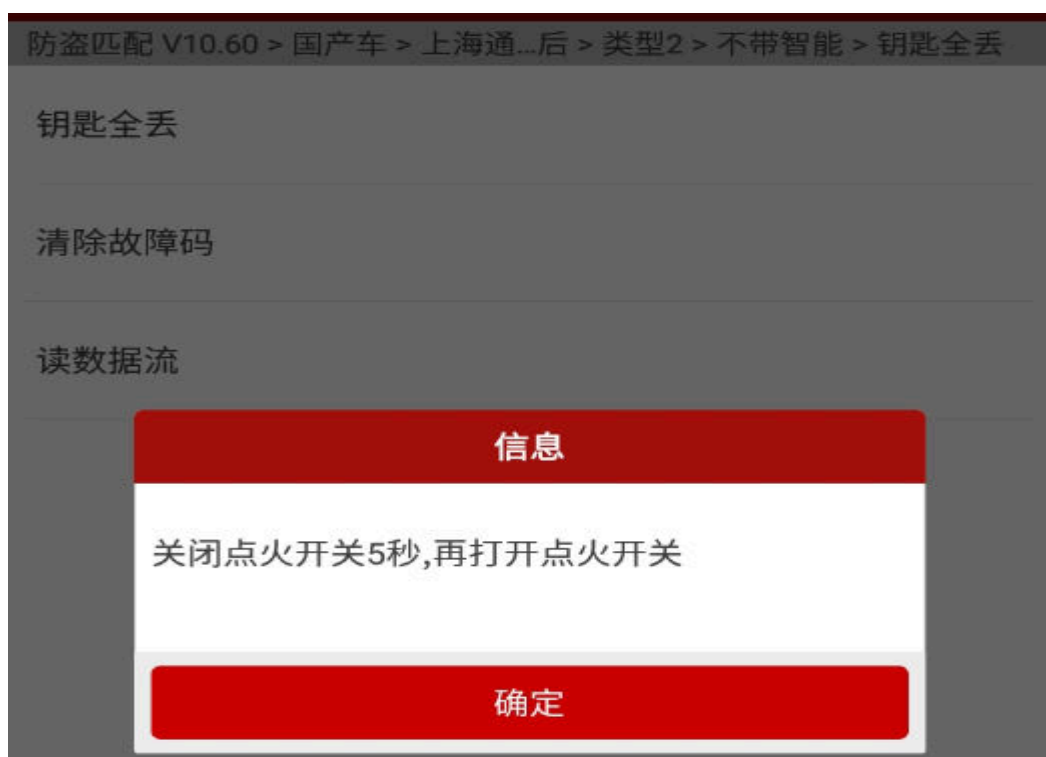 防盗匹配 V10.60 > 国产车 > 上海通...后 > 类型2 > 不带智能 > 钥匙全丢
钥匙全丢
清除故障码
读数据流
信息
关闭点火开关5秒,再打开点火开关
确定